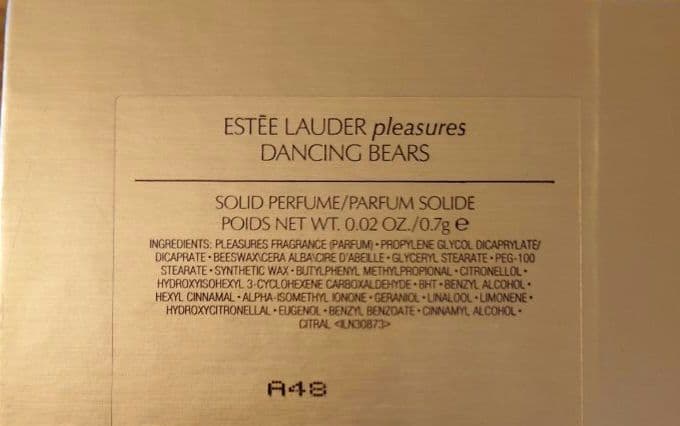 ESTĒE LAUDER pleasures
DANCING BEARS
SOLID PERFUME/PARFUM SOLIDE
POIDS NET WT. 0.02 OZ./0.7g ℮
INGREDIENTS: PLEASURES FRAGRANCE (PARFUM) • PROPYLENE GLYCOL DICAPRYLATE/
DICAPRATE • BEESWAX\CERA ALBA\CIRE D'ABEILLE • GLYCERYL STEARATE • PEG-100
STEARATE • SYNTHETIC WAX • BUTYLPHENYL METHYLPROPIONAL • CITRONELLOL •
HYDROXYISOHEXYL 3-CYCLOHEXENE CARBOXALDEHYDE • BHT • BENZYL ALCOHOL •
HEXYL CINNAMAL • ALPHA-ISOMETHYL IONONE • GERANIOL • LINALOOL • LIMONENE •
HYDROXYCITRONELLAL • EUGENOL • BENZYL BENZOATE • CINNAMYL ALCOHOL •
CITRAL <ILN30873>
A48